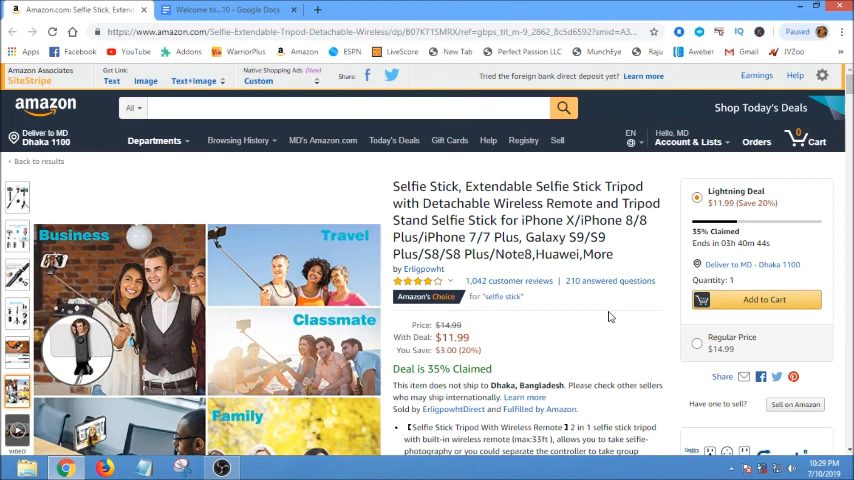 Amazon.com: Selfie Stick, Extend
Welcome to...10 - Google Docs
https://www.amazon.com/Selfie-Extendable-Tripod-Detachable-Wireless/dp/B07KT1SMRX/ref=gbps_tit_m-9_2862_8c5d6592?smid=A3...
Paused
Apps Facebook YouTube Addons WarriorPlus Amazon ESPN LiveScore New Tab Perfect Passive LLC MunchEye Raju Aweber Gmail JVZoo
Amazon Associates
SiteStripe
Get Link:
Text Image Text+Image
Native Shopping Ads (New!)
Custom
Share:
Tried the foreign bank direct deposit yet? Learn more
Earnings Help
amazon
All
Shop Today's Deals
Deliver to MD
Dhaka 1100
Departments Browsing History MD's Amazon.com Today's Deals Gift Cards Help Registry Sell
EN
Hello, MD
Account & Lists
Orders
0
Cart
‹ Back to results
Business
Travel
Classmate
Family
VIDEO
Selfie Stick, Extendable Selfie Stick Tripod
with Detachable Wireless Remote and Tripod
Stand Selfie Stick for iPhone X/iPhone 8/8
Plus/iPhone 7/7 Plus, Galaxy S9/S9
Plus/S8/S8 Plus/Note8,Huawei,More
by Erligpowht
1,042 customer reviews | 210 answered questions
Amazon's Choice for "selfie stick"
Price: $14.99
With Deal: $11.99
You Save: $3.00 (20%)
Deal is 35% Claimed
This item does not ship to Dhaka, Bangladesh. Please check other sellers
who may ship internationally. Learn more
Sold by ErligpowhtDirect and Fulfilled by Amazon.
• 【Selfie Stick Tripod With Wireless Remote】2 in 1 selfie stick tripod
with built-in wireless remote (max:33ft), allows you to take selfie-
photography or you could separate the controller to take group
Lightning Deal
$11.99 (Save 20%)
35% Claimed
Ends in 03h 40m 44s
Deliver to MD - Dhaka 1100
Quantity: 1
Add to Cart
Regular Price
$14.99
Share
Have one to sell?
Sell on Amazon
10:29 PM
7/10/2019